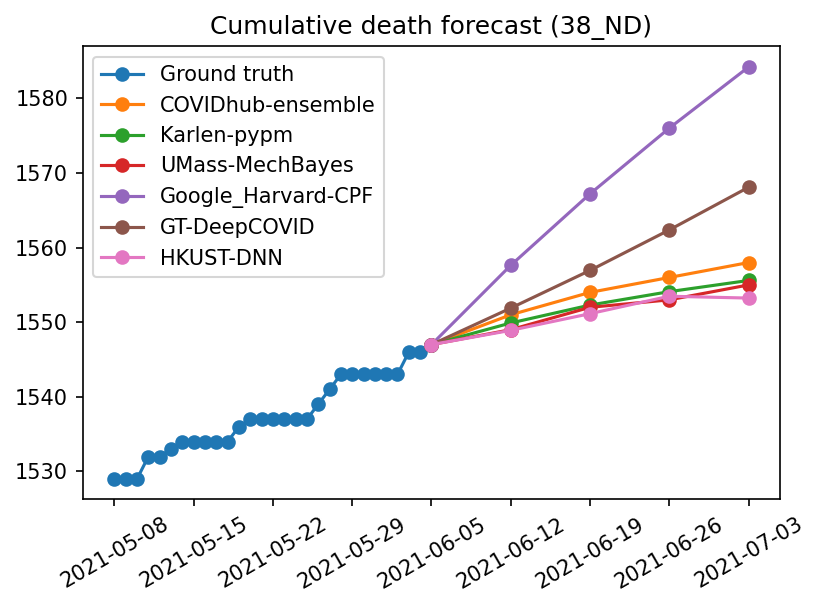 Cumulative death forecast (38_ND)
Ground truth
COVIDhub-ensemble
Karlen-pypm
UMass-MechBayes
Google_Harvard-CPF
GT-DeepCOVID
HKUST-DNN
1580
1570
1560
1550
1540
1530
2021-05-08
2021-05-15
2021-05-22
2021-05-29
2021-06-05
2021-06-12
2021-06-19
2021-06-26
2021-07-03